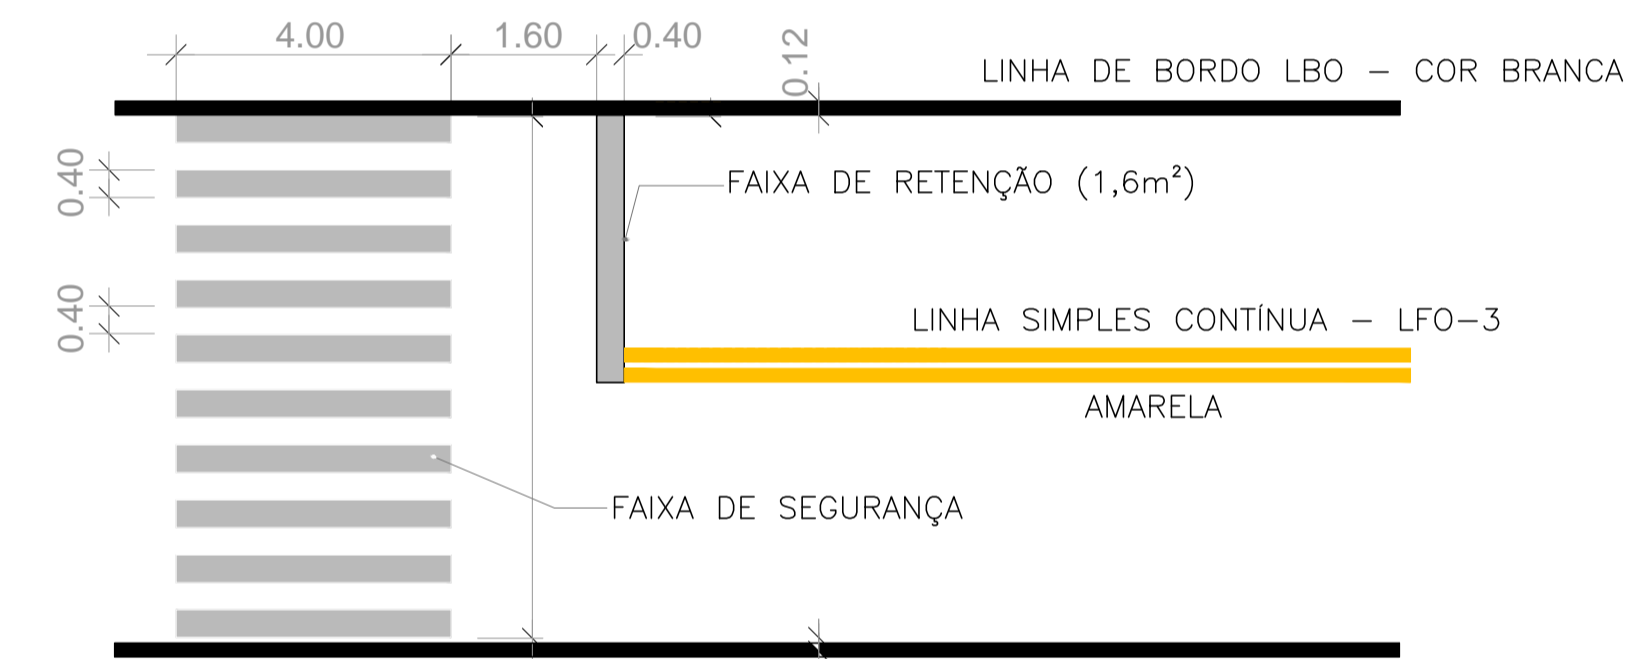 4.00
1.60
0.40
0.12
LINHA DE BORDO LBO – COR BRANCA
0.40
FAIXA DE RETENÇÃO (1,6m²)
0.40
LINHA SIMPLES CONTÍNUA – LFO–3
AMARELA
FAIXA DE SEGURANÇA